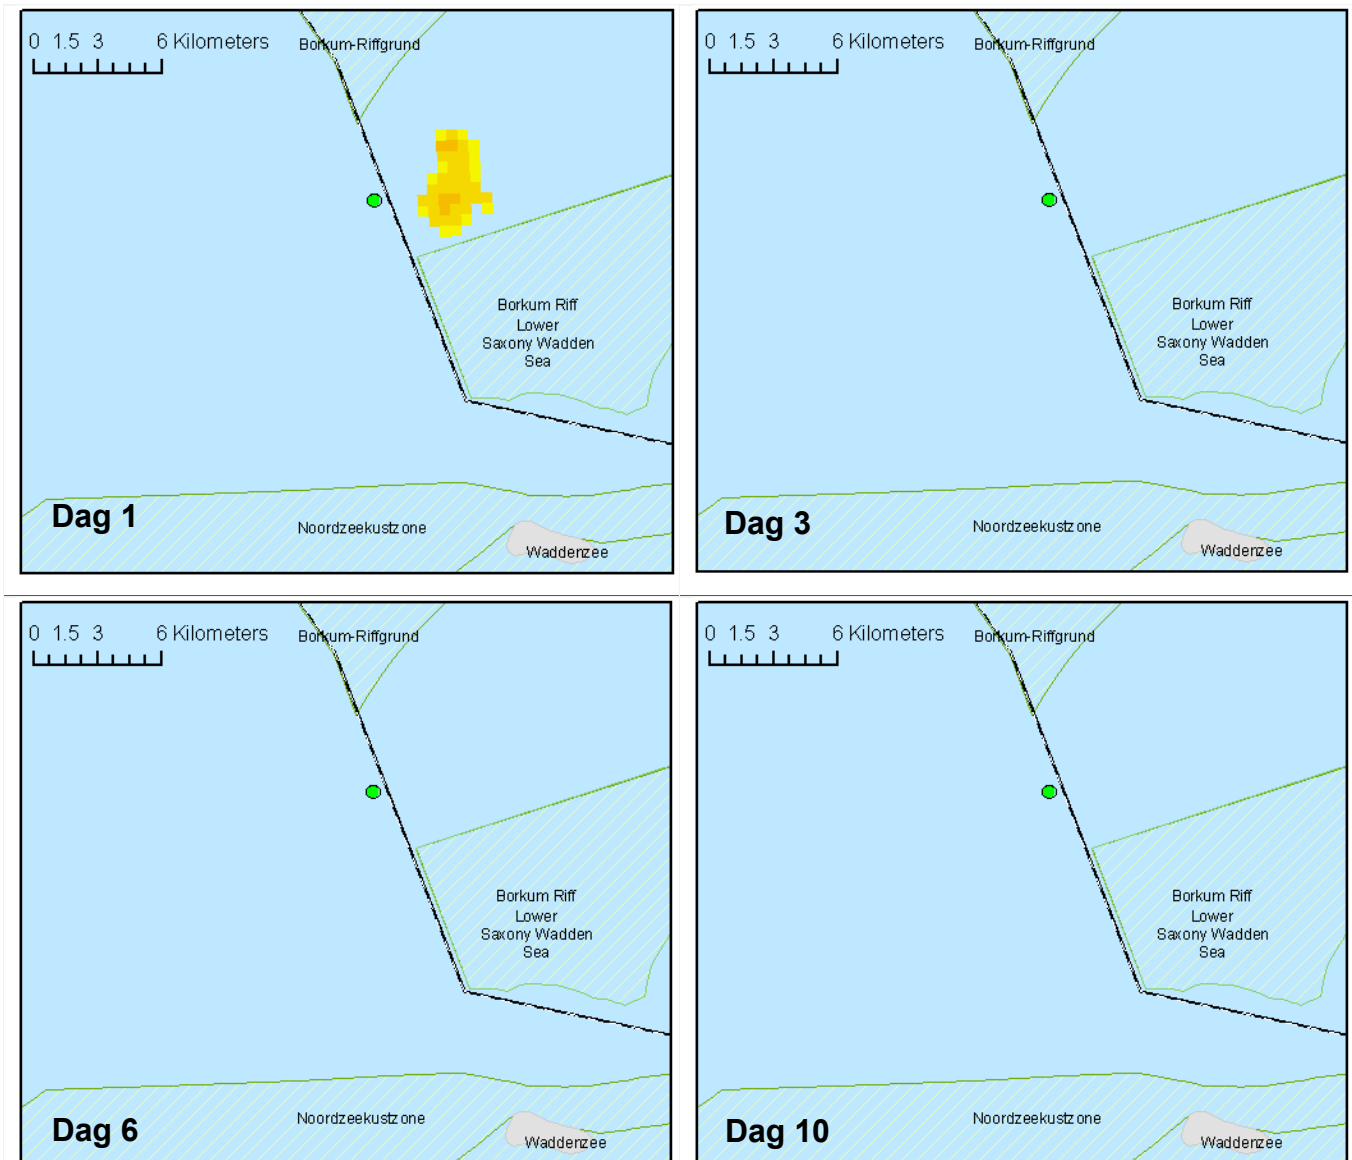 0 1.5 3 6 Kilometers
Borkum-Riffgrund
Borkum Riff
Lower
Saxony Wadden
Sea
Dag 1
Noordzeekustzone
Waddenzee
0 1.5 3 6 Kilometers
Borkum-Riffgrund
Borkum Riff
Lower
Saxony Wadden
Sea
Dag 3
Noordzeekustzone
Waddenzee
0 1.5 3 6 Kilometers
Borkum-Riffgrund
Borkum Riff
Lower
Saxony Wadden
Sea
Dag 6
Noordzeekustzone
Waddenzee
0 1.5 3 6 Kilometers
Borkum-Riffgrund
Borkum Riff
Lower
Saxony Wadden
Sea
Dag 10
Noordzeekustzone
Waddenzee